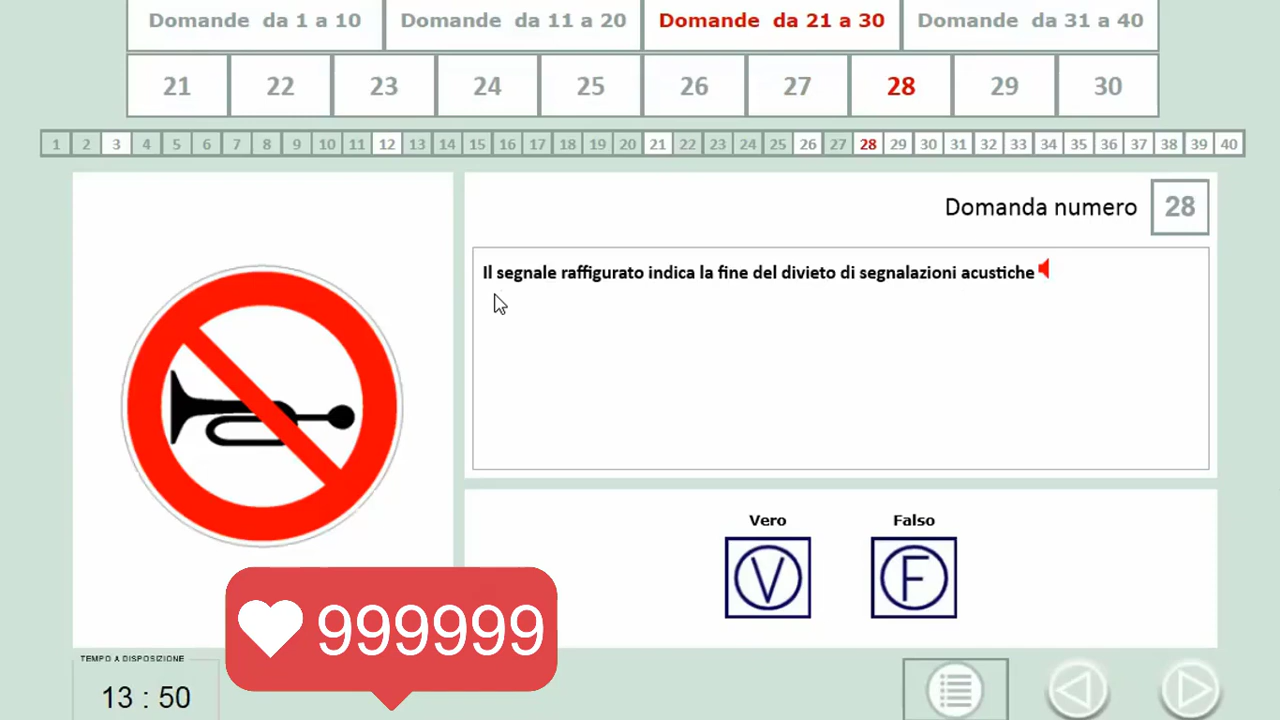 Domande da 1 a 10 Domande da 11 a 20 Domande da 21 a 30 Domande da 31 a 40
21 22 23 24 25 26 27 28 29 30
1 2 3 4 5 6 7 8 9 10 11 12 13 14 15 16 17 18 19 20 21 22 23 24 25 26 27 28 29 30 31 32 33 34 35 36 37 38 39 40
Domanda numero 28
Il segnale raffigurato indica la fine del divieto di segnalazioni acustiche
Vero Falso
V F
999999
TEMPO A DISPOSIZIONE
13 : 50